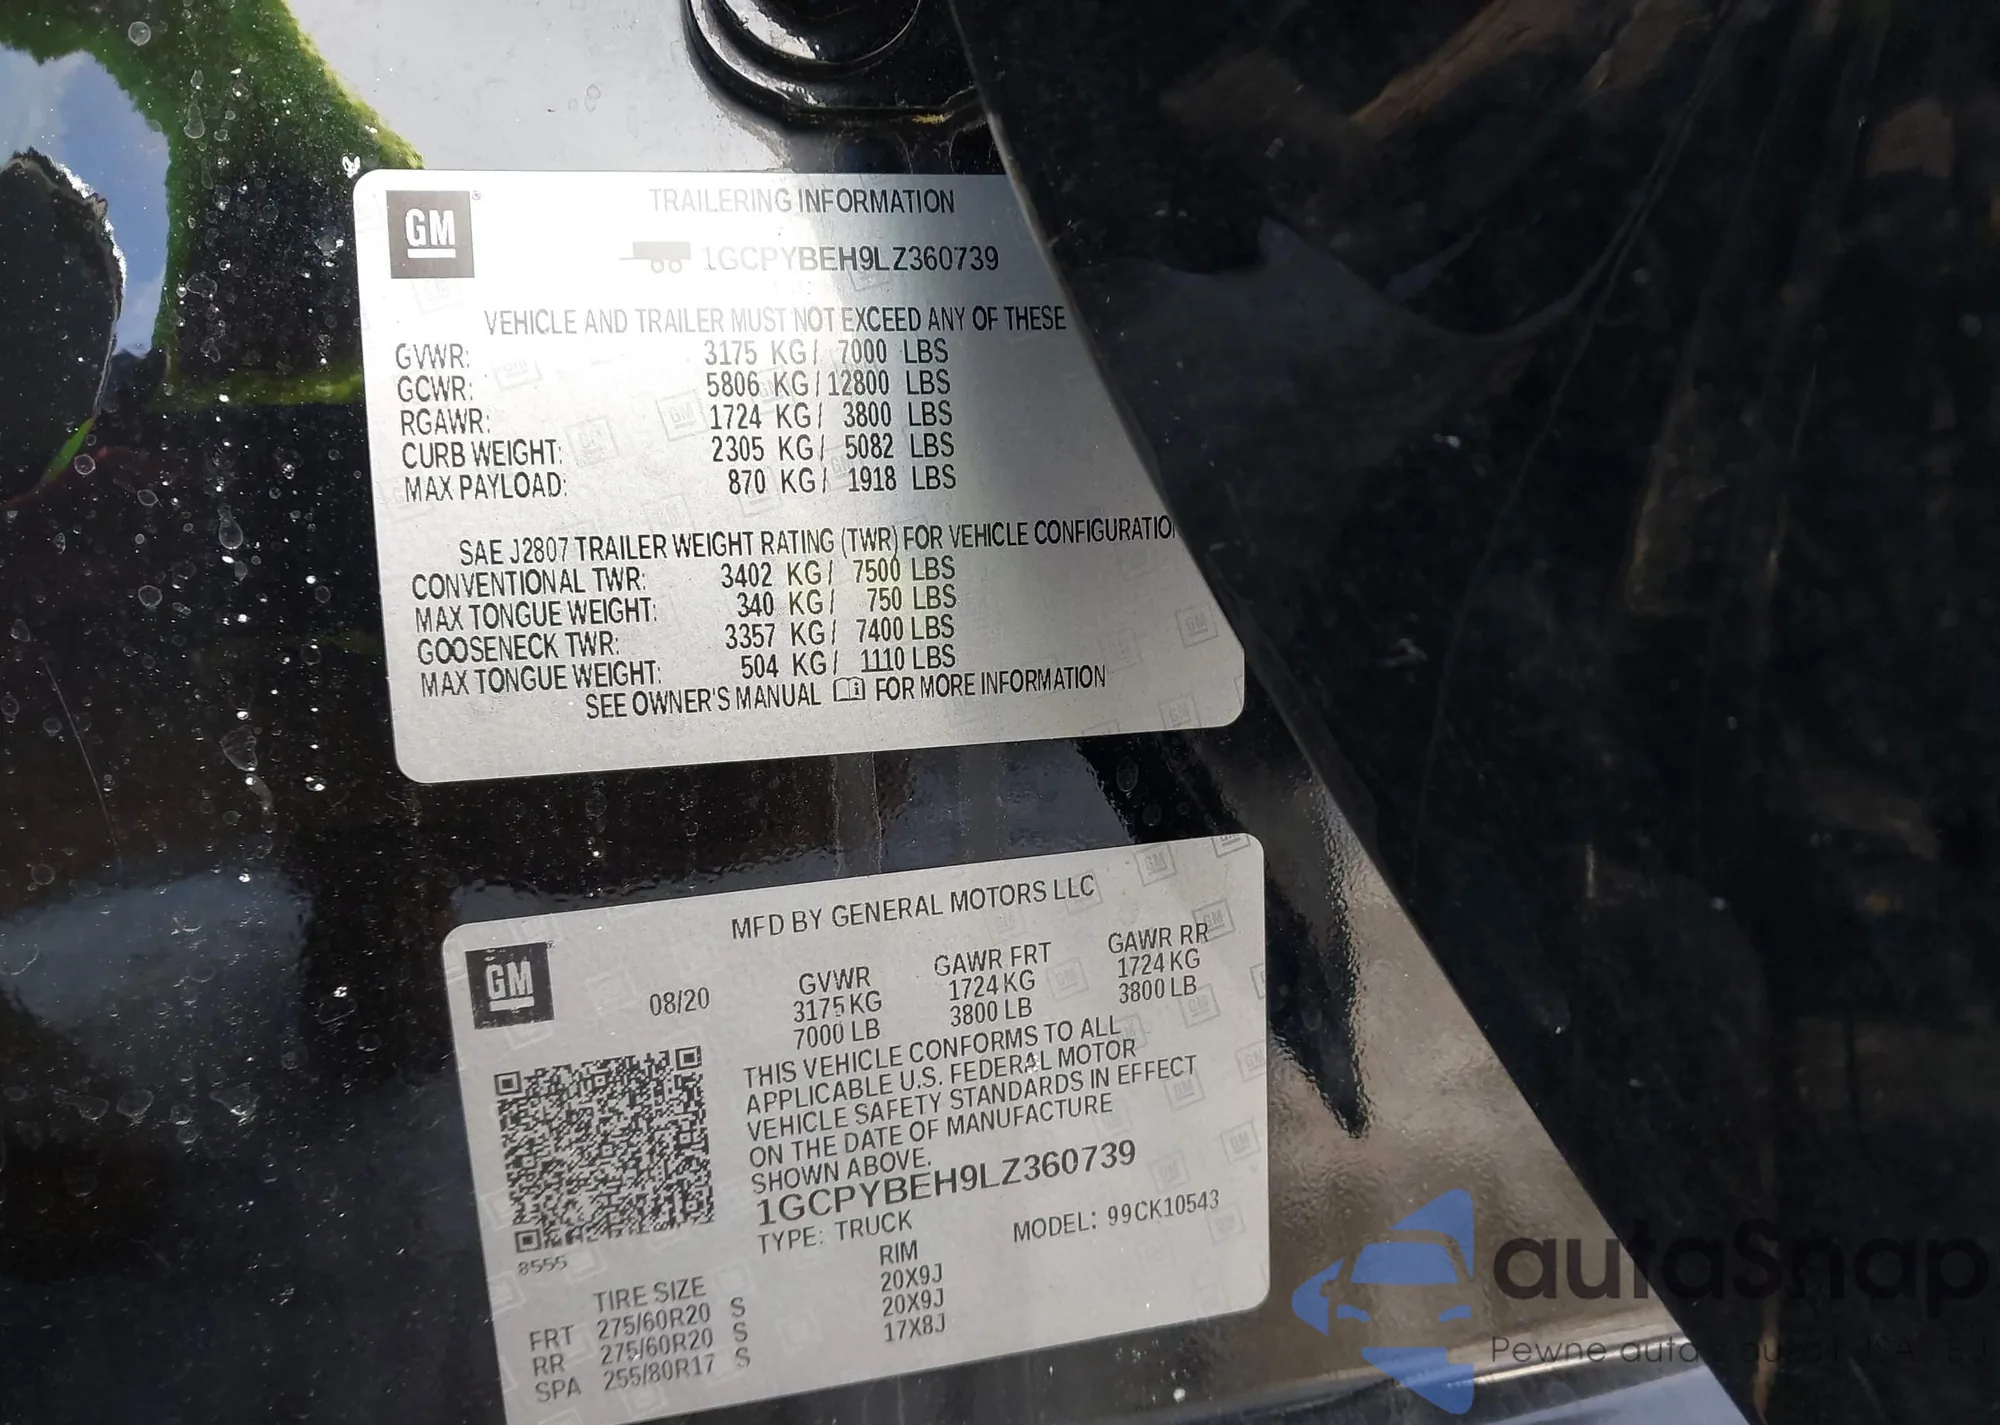 GM
TRAILERING INFORMATION
1GCPYBEH9LZ360739
VEHICLE AND TRAILER MUST NOT EXCEED ANY OF THESE
GVWR: 3175 KG/ 7000 LBS
GCWR: 5806 KG/12800 LBS
RGAWR: 1724 KG/ 3800 LBS
CURB WEIGHT: 2305 KG/ 5082 LBS
MAX PAYLOAD: 870 KG/ 1918 LBS
SAE J2807 TRAILER WEIGHT RATING (TWR) FOR VEHICLE CONFIGURATIO
CONVENTIONAL TWR: 3402 KG/ 7500 LBS
MAX TONGUE WEIGHT: 340 KG/ 750 LBS
GOOSENECK TWR: 3357 KG/ 7400 LBS
MAX TONGUE WEIGHT: 504 KG/ 1110 LBS
SEE OWNER'S MANUAL FOR MORE INFORMATION
GM
MFD BY GENERAL MOTORS LLC
08/20 GVWR GAWR FRT GAWR RR
3175 KG 1724 KG 1724 KG
7000 LB 3800 LB 3800 LB
THIS VEHICLE CONFORMS TO ALL
APPLICABLE U.S. FEDERAL MOTOR
VEHICLE SAFETY STANDARDS IN EFFECT
ON THE DATE OF MANUFACTURE
SHOWN ABOVE.
1GCPYBEH9LZ360739
TYPE: TRUCK MODEL: 99CK10543
8555
TIRE SIZE RIM
FRT 275/60R20 S 20X9J
RR 275/60R20 S 20X9J
SPA 255/80R17 S 17X8J
autaSnap
Pewne auta